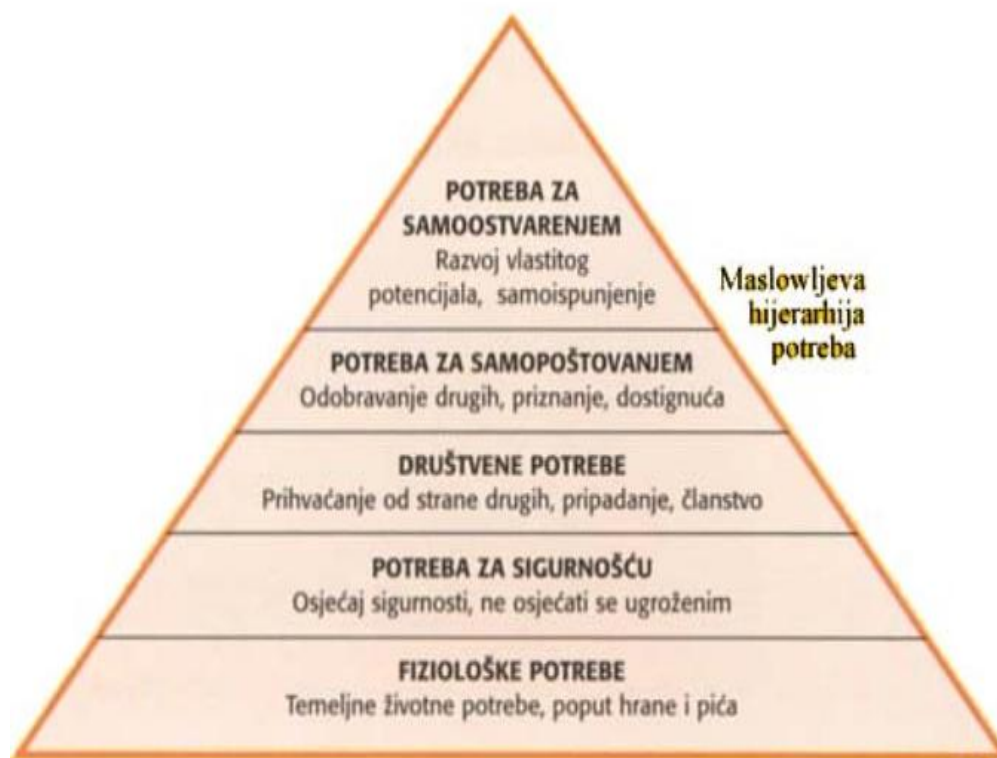 POTREBA ZA
SAMOOSTVARENJEM
Razvoj vlastitog
potencijala, samoispunjenje
Maslowljeva
hijerarhija
potreba
POTREBA ZA SAMOPOŠTOVANJEM
Odobravanje drugih, priznanje, dostignuća
DRUŠTVENE POTREBE
Prihvaćanje od strane drugih, pripadanje, članstvo
POTREBA ZA SIGURNOŠĆU
Osjećaj sigurnosti, ne osjećati se ugroženim
FIZIOLOŠKE POTREBE
Temeljne životne potrebe, poput hrane i pića